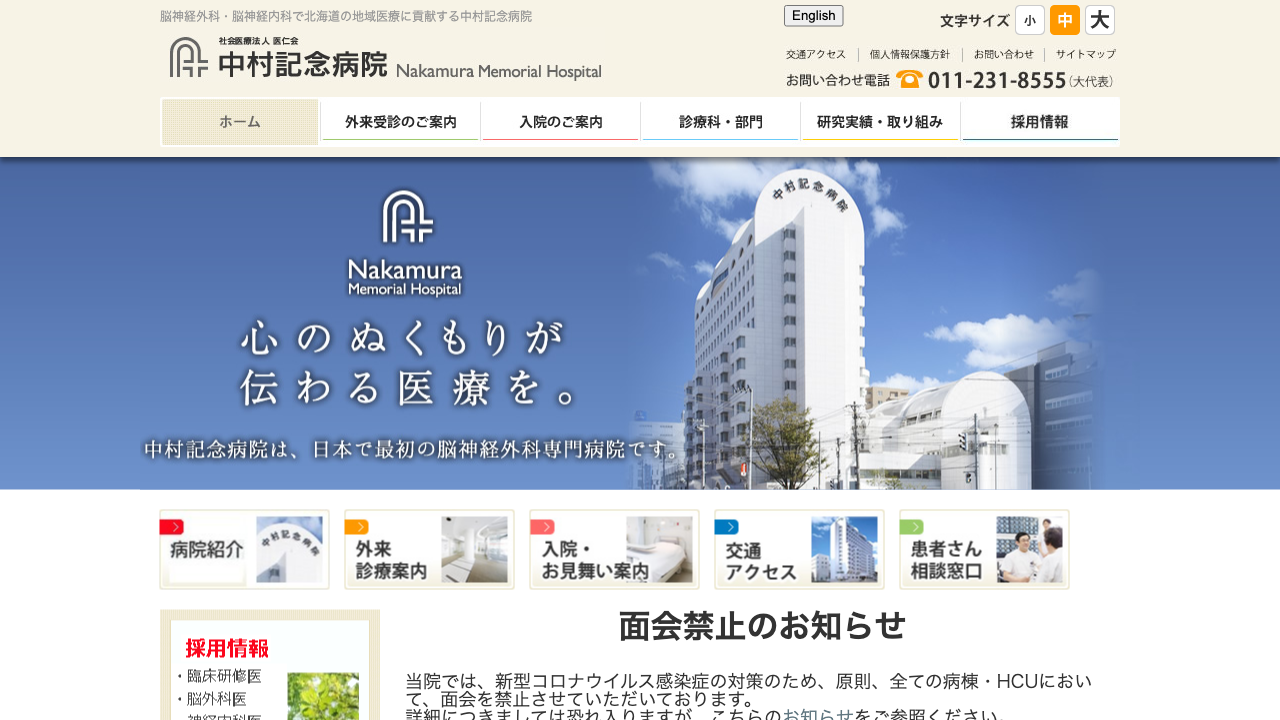 脳神経外科・脳神経内科で北海道の地域医療に貢献する中村記念病院
English
文字サイズ 小 中 大
社会医療法人 医仁会
中村記念病院 Nakamura Memorial Hospital
交通アクセス 個人情報保護方針 お問い合わせ サイトマップ
お問い合わせ電話 011-231-8555(大代表)
ホーム 外来受診のご案内 入院のご案内 診療科・部門 研究実績・取り組み 採用情報
中村記念病院
Nakamura
Memorial Hospital
心のぬくもりが
伝わる医療を。
中村記念病院は、日本で最初の脳神経外科専門病院です。
病院紹介
中村記念病院
外来
診療案内
入院・
お見舞い案内
交通
アクセス
患者さん
相談窓口
採用情報
・臨床研修医
・脳外科医
・神経内科医
面会禁止のお知らせ
当院では、新型コロナウイルス感染症の対策のため、原則、全ての病棟・HCUにおい
て、面会を禁止させていただいております。
詳細につきましては恐れ入りますが、こちらのお知らせをご参照ください。